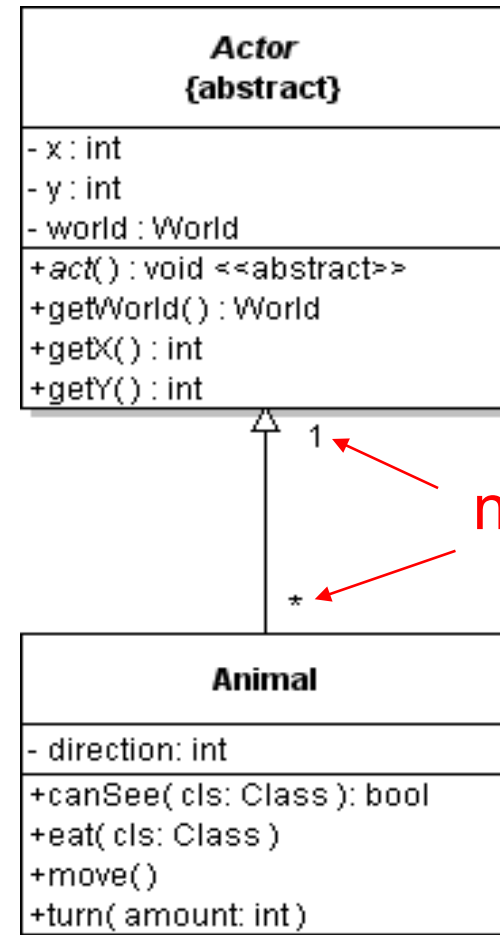 Actor
{abstract}
- x : int
- y : int
- world : World
+act() : void <<abstract>>
+getWorld() : World
+getX() : int
+getY() : int
1
n
*
Animal
- direction: int
+canSee( cls: Class ): bool
+eat( cls: Class )
+move()
+turn( amount: int )